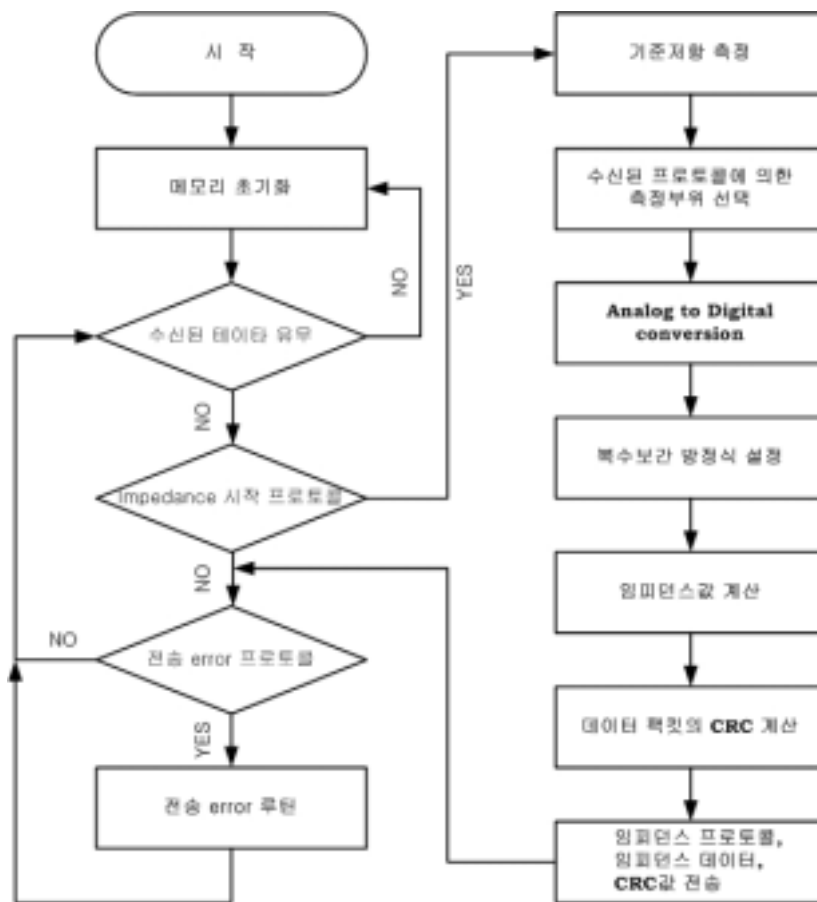 시 작
메모리 초기화
NO
수신된 테이타 유무
NO
Impedance 시작 프로토콜
YES
NO
전송 error 프로토콜
NO
YES
전송 error 루틴
기준저항 측정
수신된 프로토콜에 의한
측정부위 선택
Analog to Digital
conversion
복수보간 방정식 설정
임피던스값 계산
데이터 팩킷의 CRC 계산
임피던스 프로토콜,
임피던스 데이터,
CRC값 전송